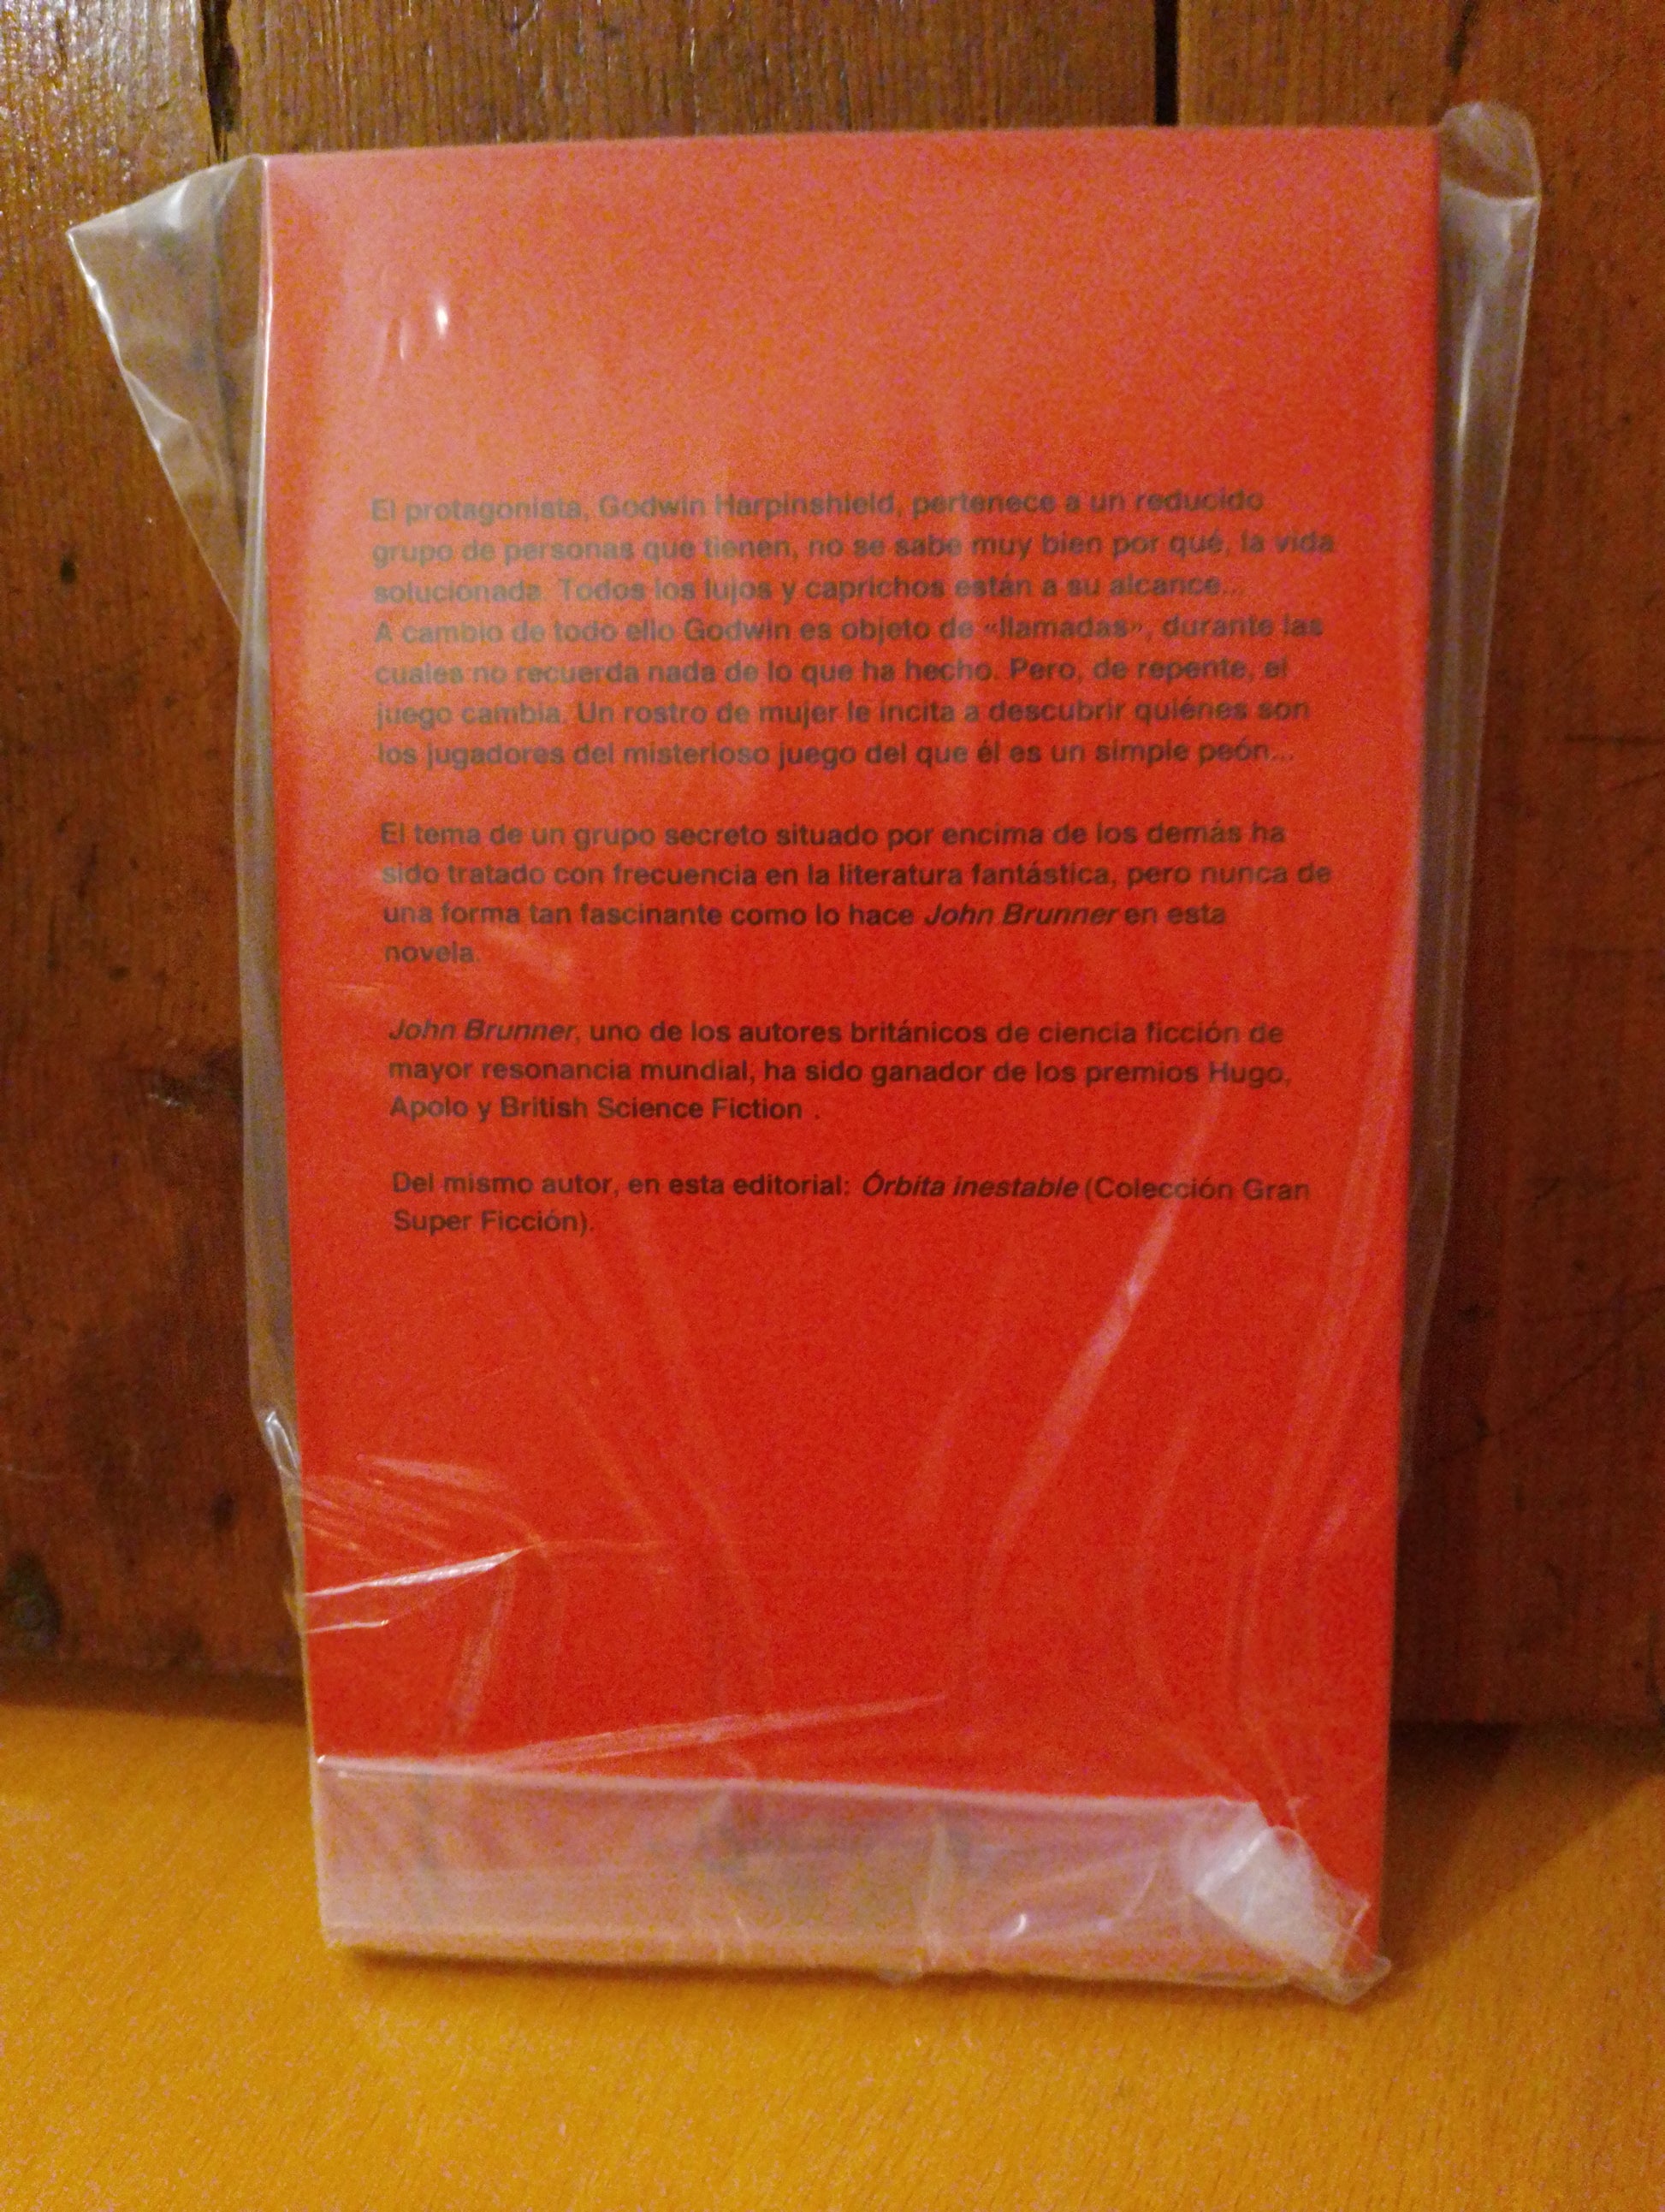 El protagonista, Godwin Harpinshield, pertenece a un reducido
grupo de personas que tienen, no se sabe muy bien por qué, la vida
solucionada. Todos los lujos y caprichos están a su alcance...
A cambio de todo ello Godwin es objeto de «llamadas», durante las
cuales no recuerda nada de lo que ha hecho. Pero, de repente, el
juego cambia. Un rostro de mujer le incita a descubrir quiénes son
los jugadores del misterioso juego del que él es un simple peón...
El tema de un grupo secreto situado por encima de los demás ha
sido tratado con frecuencia en la literatura fantástica, pero nunca de
una forma tan fascinante como lo hace John Brunner en esta
novela.
John Brunner, uno de los autores británicos de ciencia ficción de
mayor resonancia mundial, ha sido ganador de los premios Hugo,
Apolo y British Science Fiction .
Del mismo autor, en esta editorial: Órbita inestable (Colección Gran
Super Ficción).